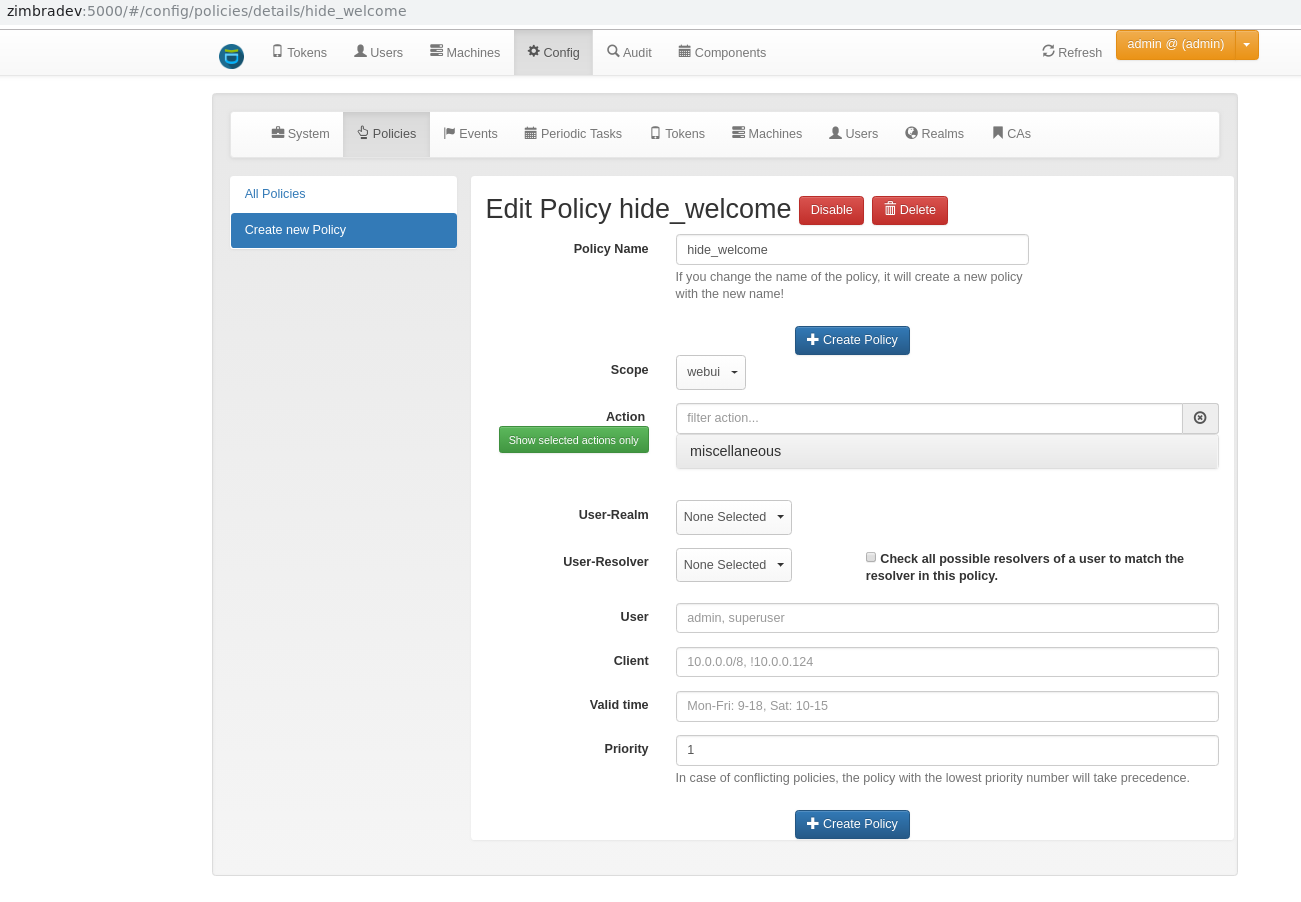 zimbradev:5000/#/config/policies/details/hide_welcome
Tokens Users Machines Config Audit Components Refresh admin @ (admin)
System Policies Events Periodic Tasks Tokens Machines Users Realms CAs
All Policies
Create new Policy
Edit Policy hide_welcome Disable Delete
Policy Name hide_welcome
If you change the name of the policy, it will create a new policy
with the new name!
Create Policy
Scope webui
Action filter action...
Show selected actions only
miscellaneous
User-Realm None Selected
User-Resolver None Selected Check all possible resolvers of a user to match the
resolver in this policy.
User admin, superuser
Client 10.0.0.0/8, !10.0.0.124
Valid time Mon-Fri: 9-18, Sat: 10-15
Priority 1
In case of conflicting policies, the policy with the lowest priority number will take precedence.
Create Policy